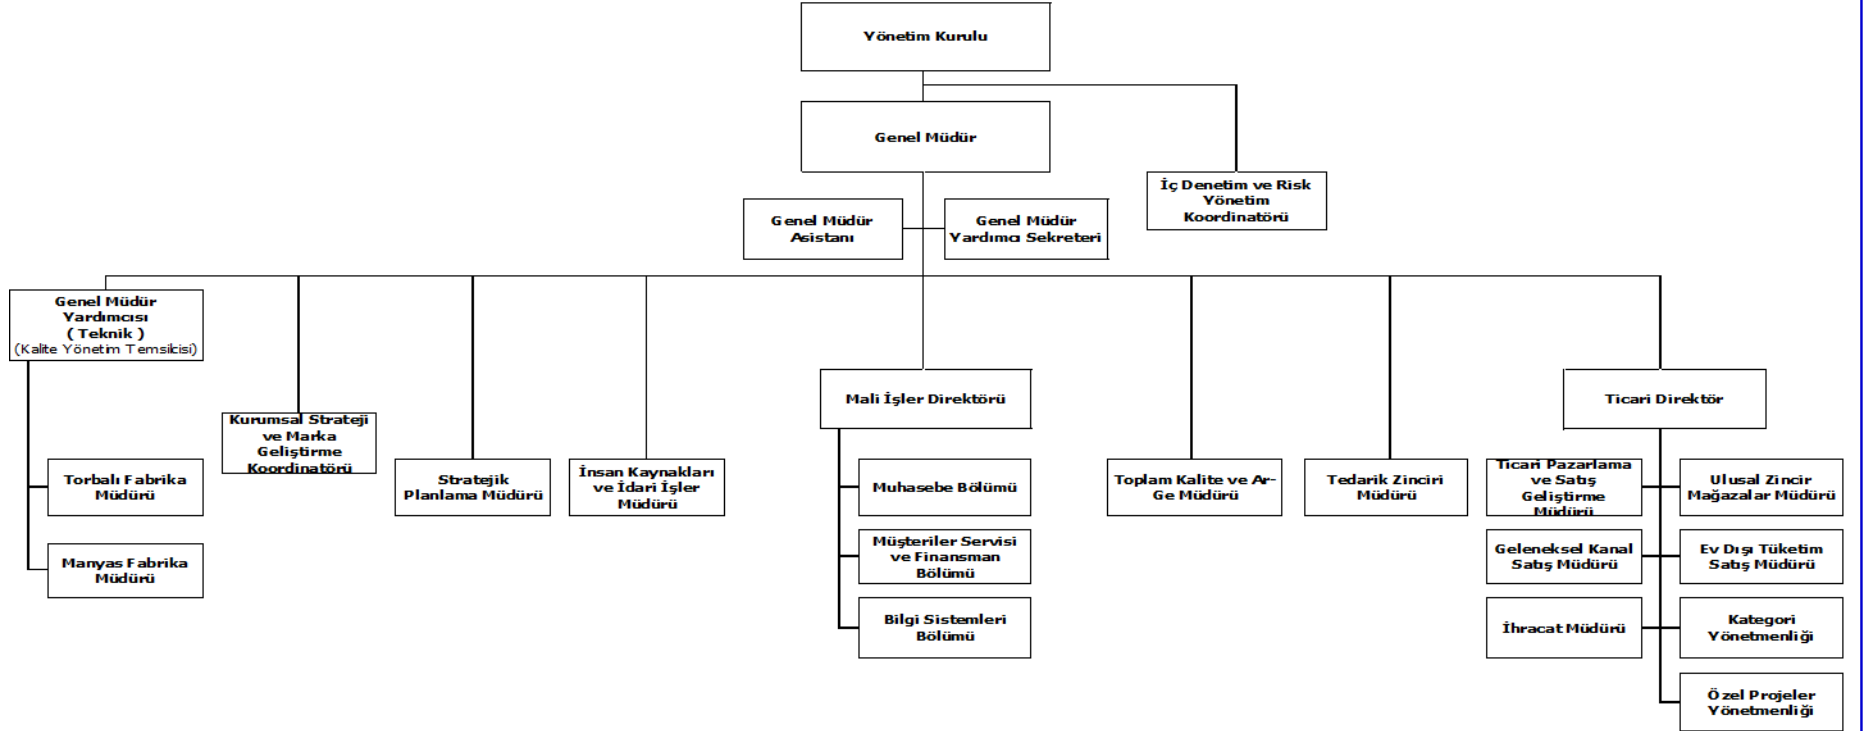 Yönetim Kurulu
Genel Müdür
İç Denetim ve Risk
Yönetim
Koordinatörü
Genel Müdür
Asistanı
Genel Müdür
Yardımcı Sekreteri
Genel Müdür
Yardımcısı
( Teknik )
(Kalite Yönetim Temsilcisi)
Mali İşler Direktörü
Ticari Direktör
Kurumsal Strateji
ve Marka
Geliştirme
Koordinatörü
Torbalı Fabrika
Müdürü
Stratejik
Planlama Müdürü
İnsan Kaynakları
ve İdari İşler
Müdürü
Muhasebe Bölümü
Toplam Kalite ve Ar-
Ge Müdürü
Tedarik Zinciri
Müdürü
Ticari Pazarlama
ve Satış
Geliştirme
Müdürü
Ulusal Zincir
Mağazalar Müdürü
Manyas Fabrika
Müdürü
Müşteriler Servisi
ve Finansman
Bölümü
Geleneksel Kanal
Satış Müdürü
Ev Dışı Tüketim
Satış Müdürü
Bilgi Sistemleri
Bölümü
İhracat Müdürü
Kategori
Yönetmenliği
Özel Projeler
Yönetmenliği